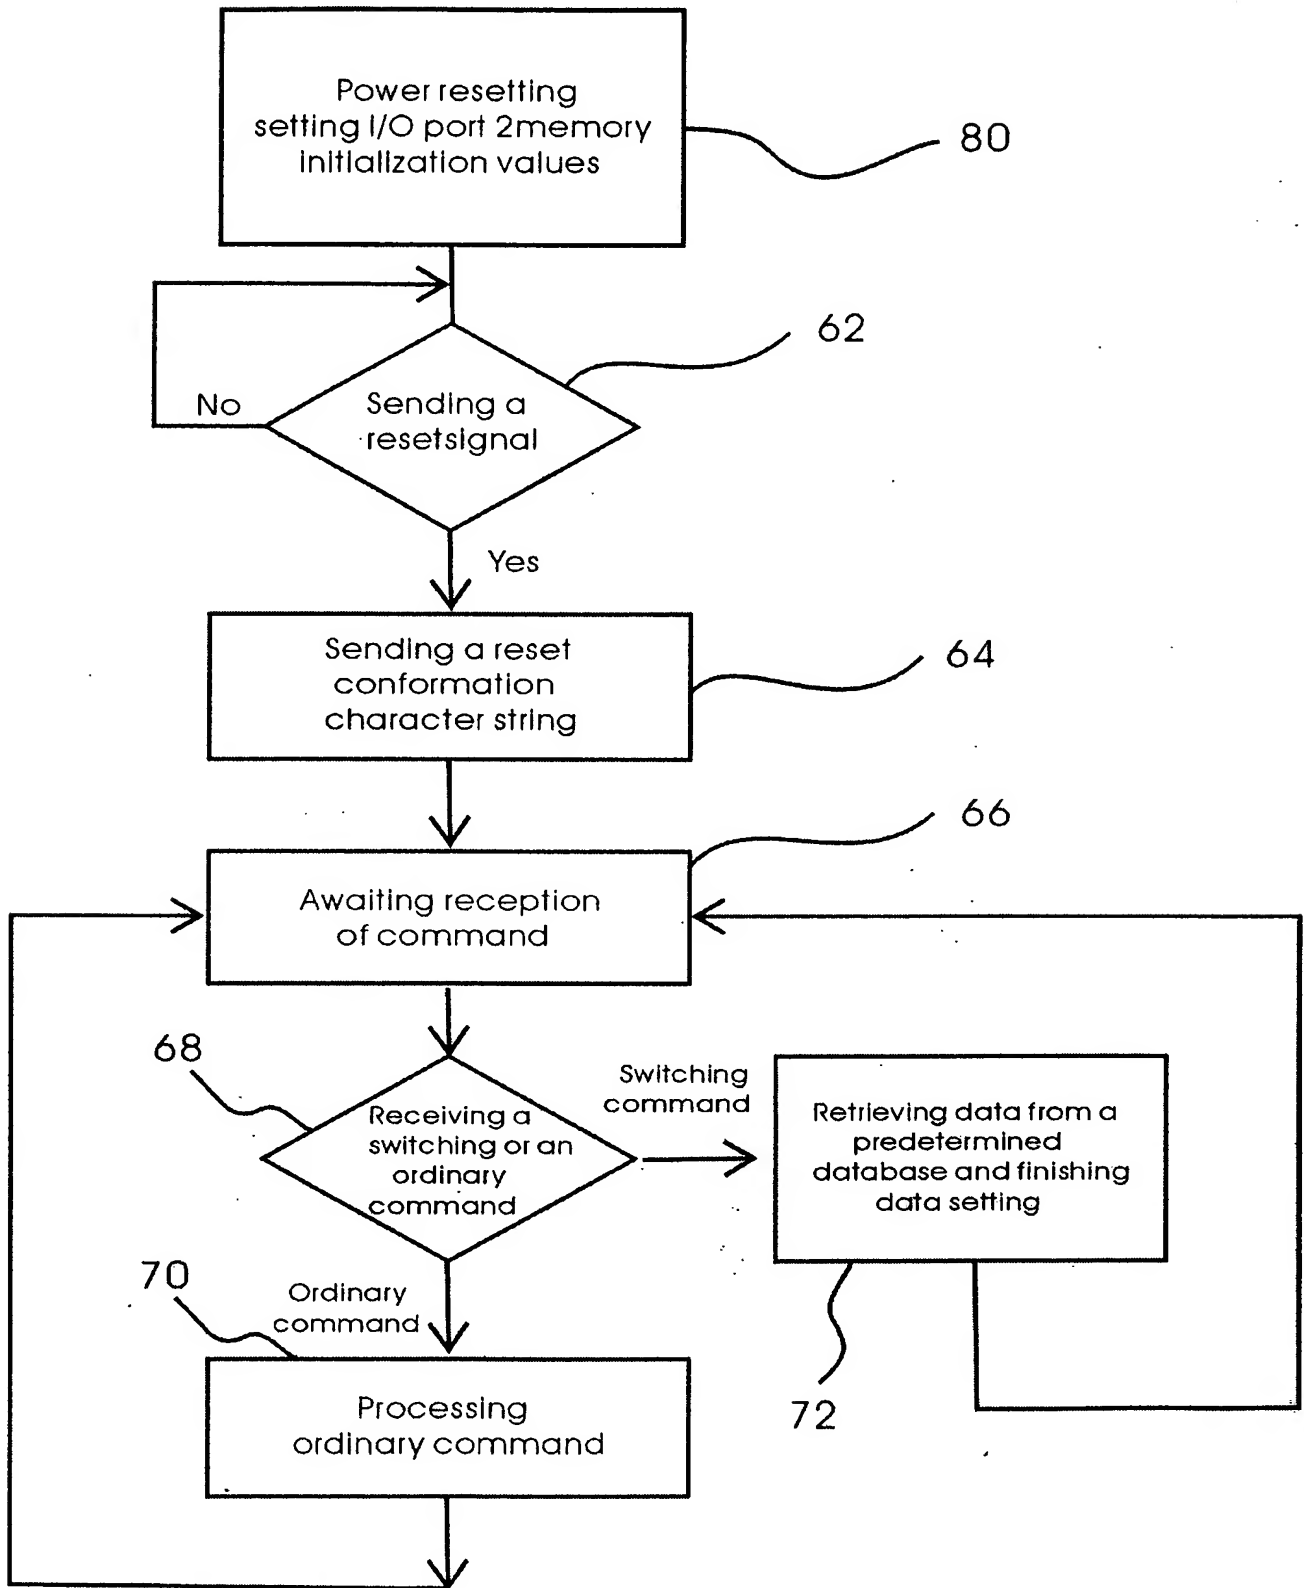 Power resetting
setting I/O port 2memory
initialization values
80
62
No
Sending a
resetsignal
Yes
Sending a reset
conformation
character string
64
66
Awaiting reception
of command
68
Switching
command
Receiving a
switching or an
ordinary
command
Retrieving data from a
predetermined
database and finishing
data setting
70
Ordinary
command
72
Processing
ordinary command